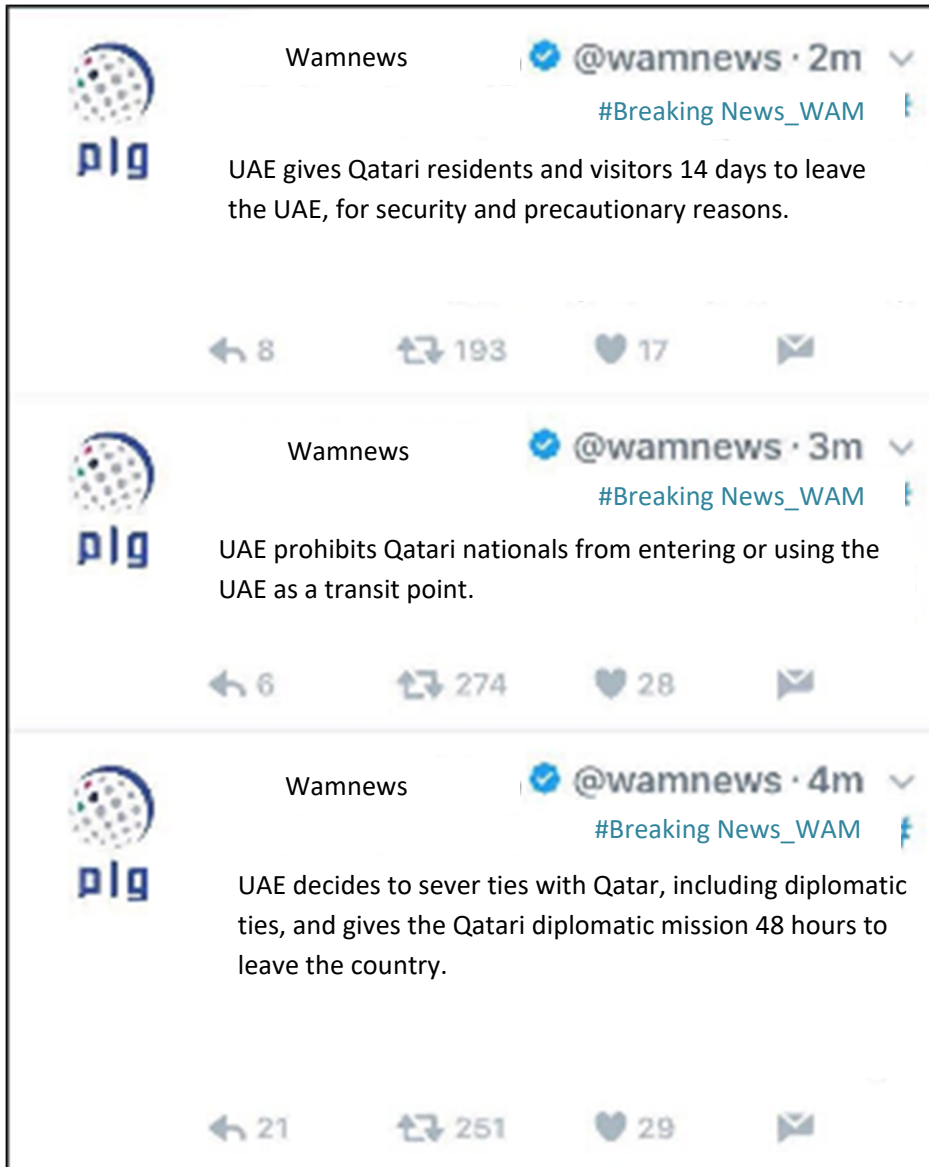 Wamnews @wamnews · 2m
#Breaking News_WAM
وام
UAE gives Qatari residents and visitors 14 days to leave
the UAE, for security and precautionary reasons.
8 193 17
Wamnews @wamnews · 3m
#Breaking News_WAM
وام
UAE prohibits Qatari nationals from entering or using the
UAE as a transit point.
6 274 28
Wamnews @wamnews · 4m
#Breaking News_WAM
وام
UAE decides to sever ties with Qatar, including diplomatic
ties, and gives the Qatari diplomatic mission 48 hours to
leave the country.
21 251 29